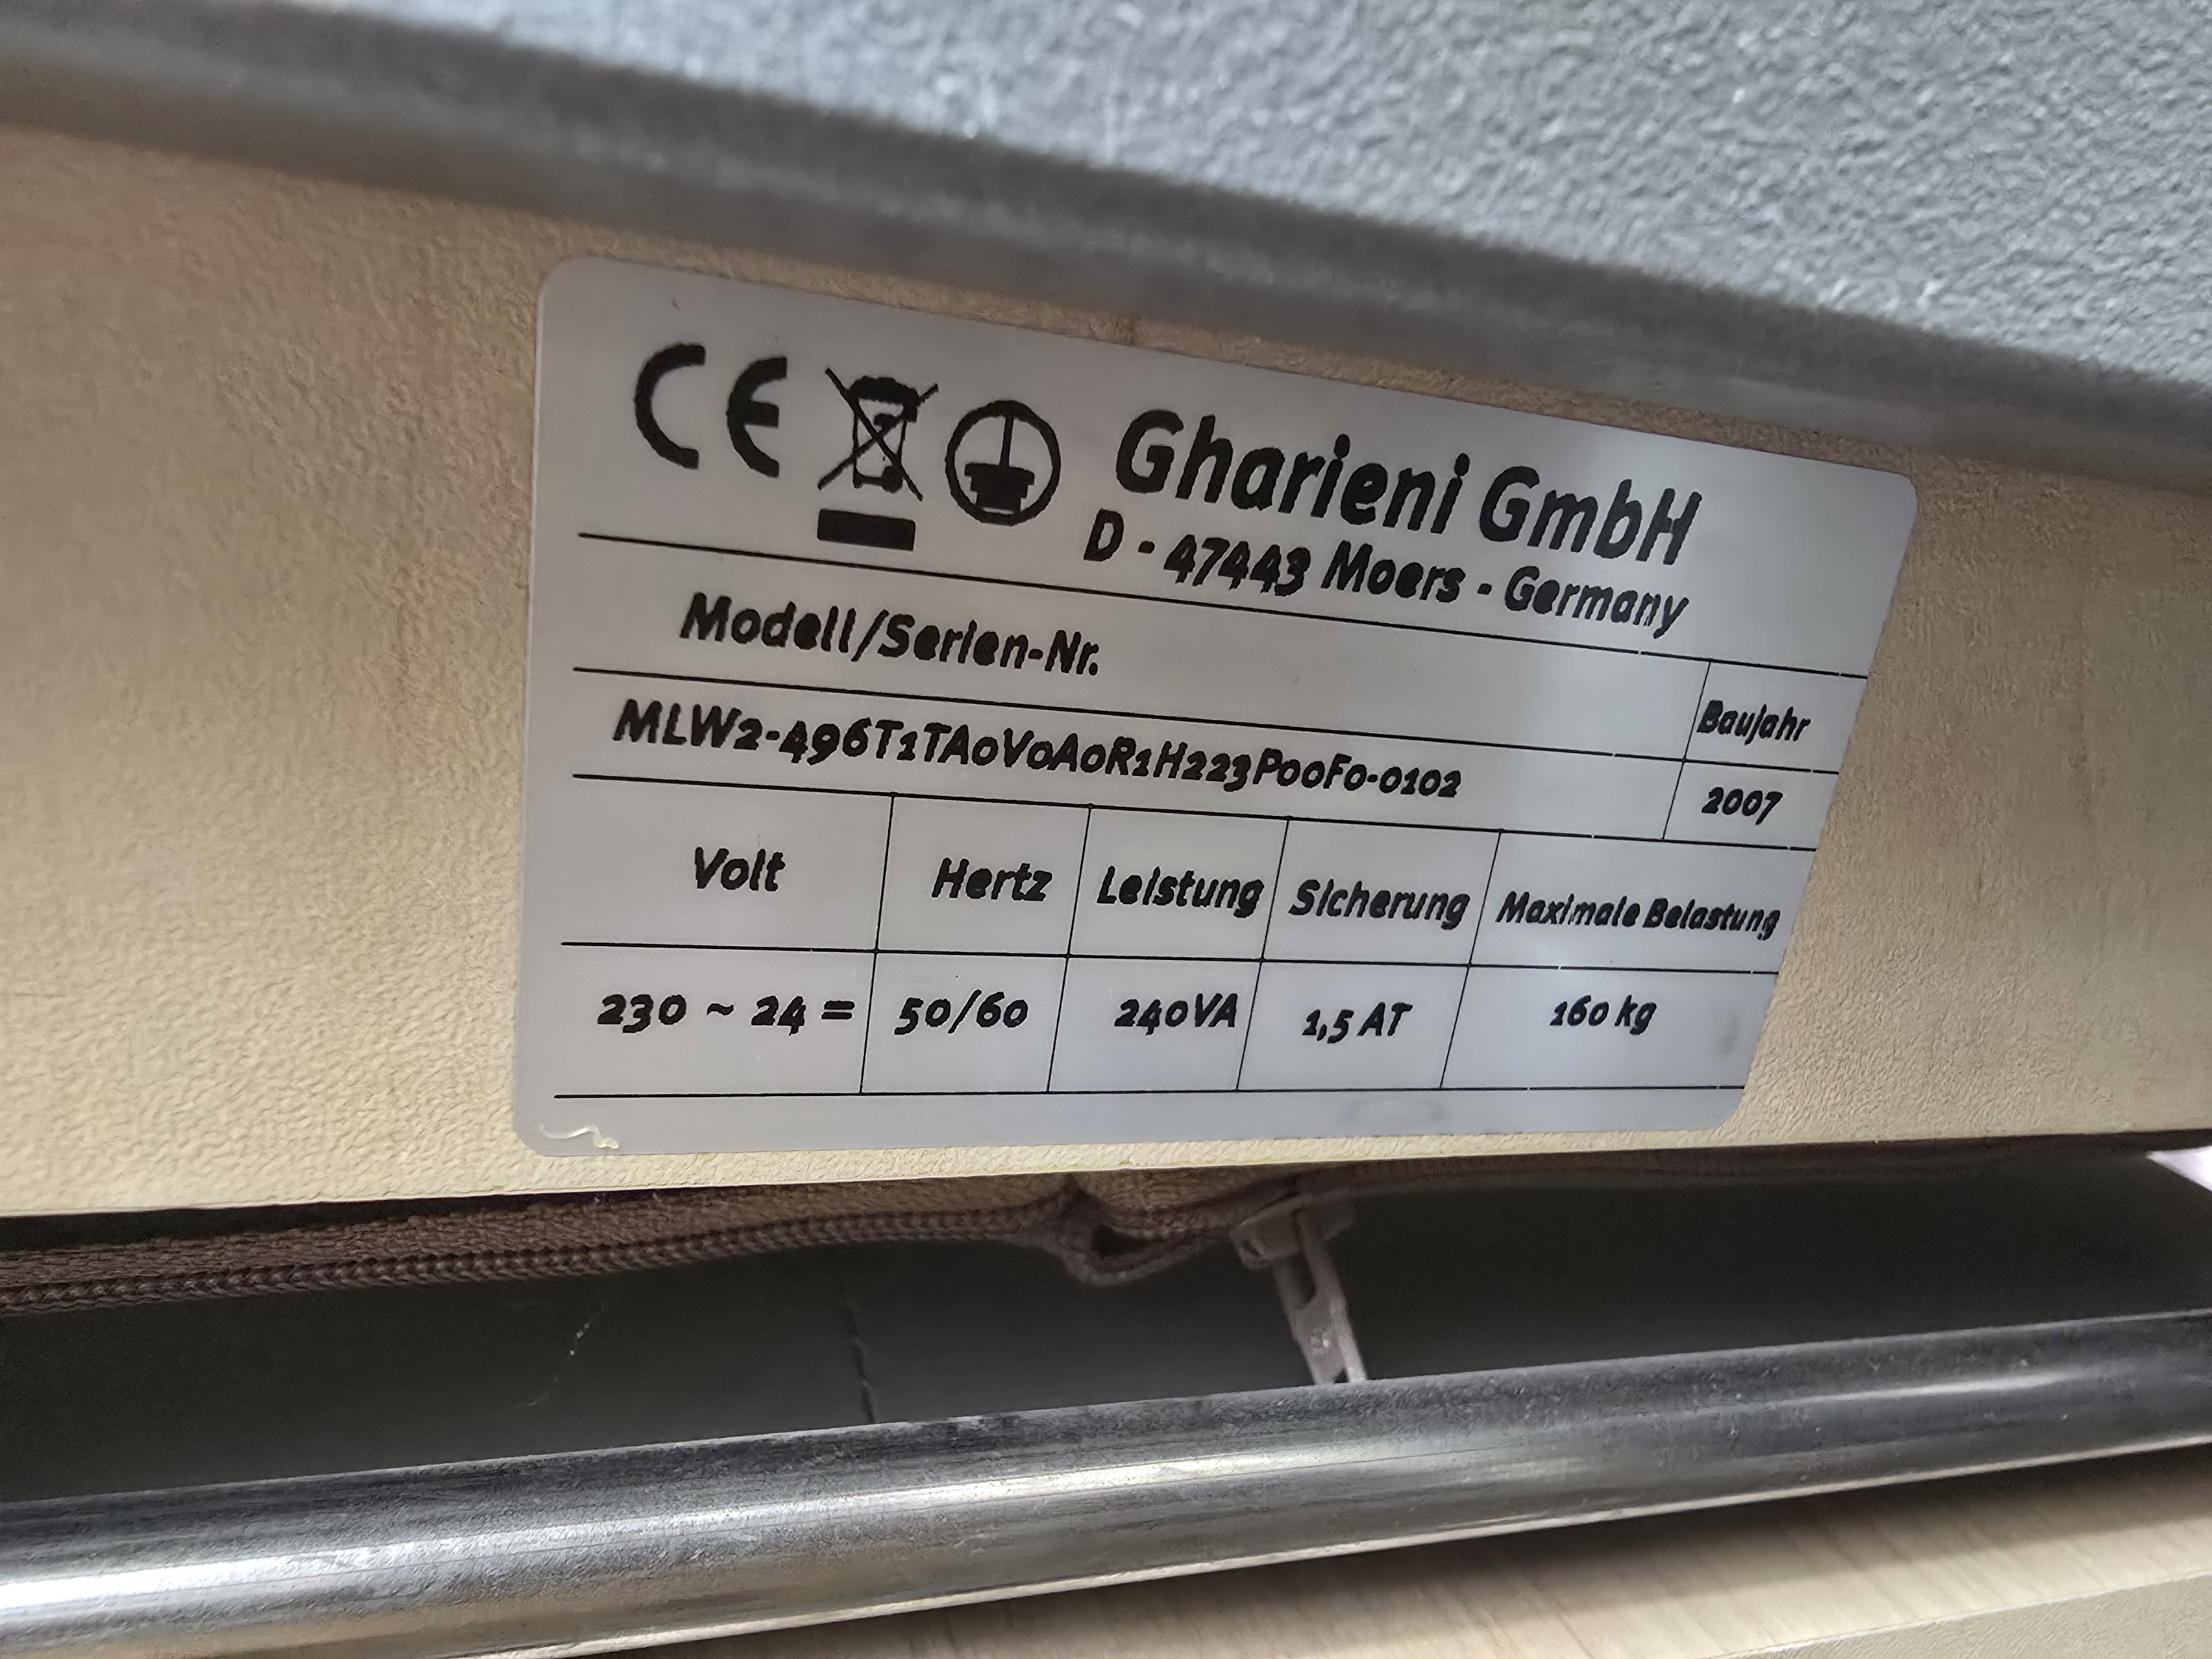 CE
Gharieni GmbH
D - 47443 Moers - Germany
Modell/Serien-Nr.
Baujahr
MLW2-496T1TA0V0A0R1H223P00F0-0102
2007
Volt Hertz Leistung Sicherung Maximale Belastung
230 ~ 24 = 50/60 240VA 1,5 AT 160 kg